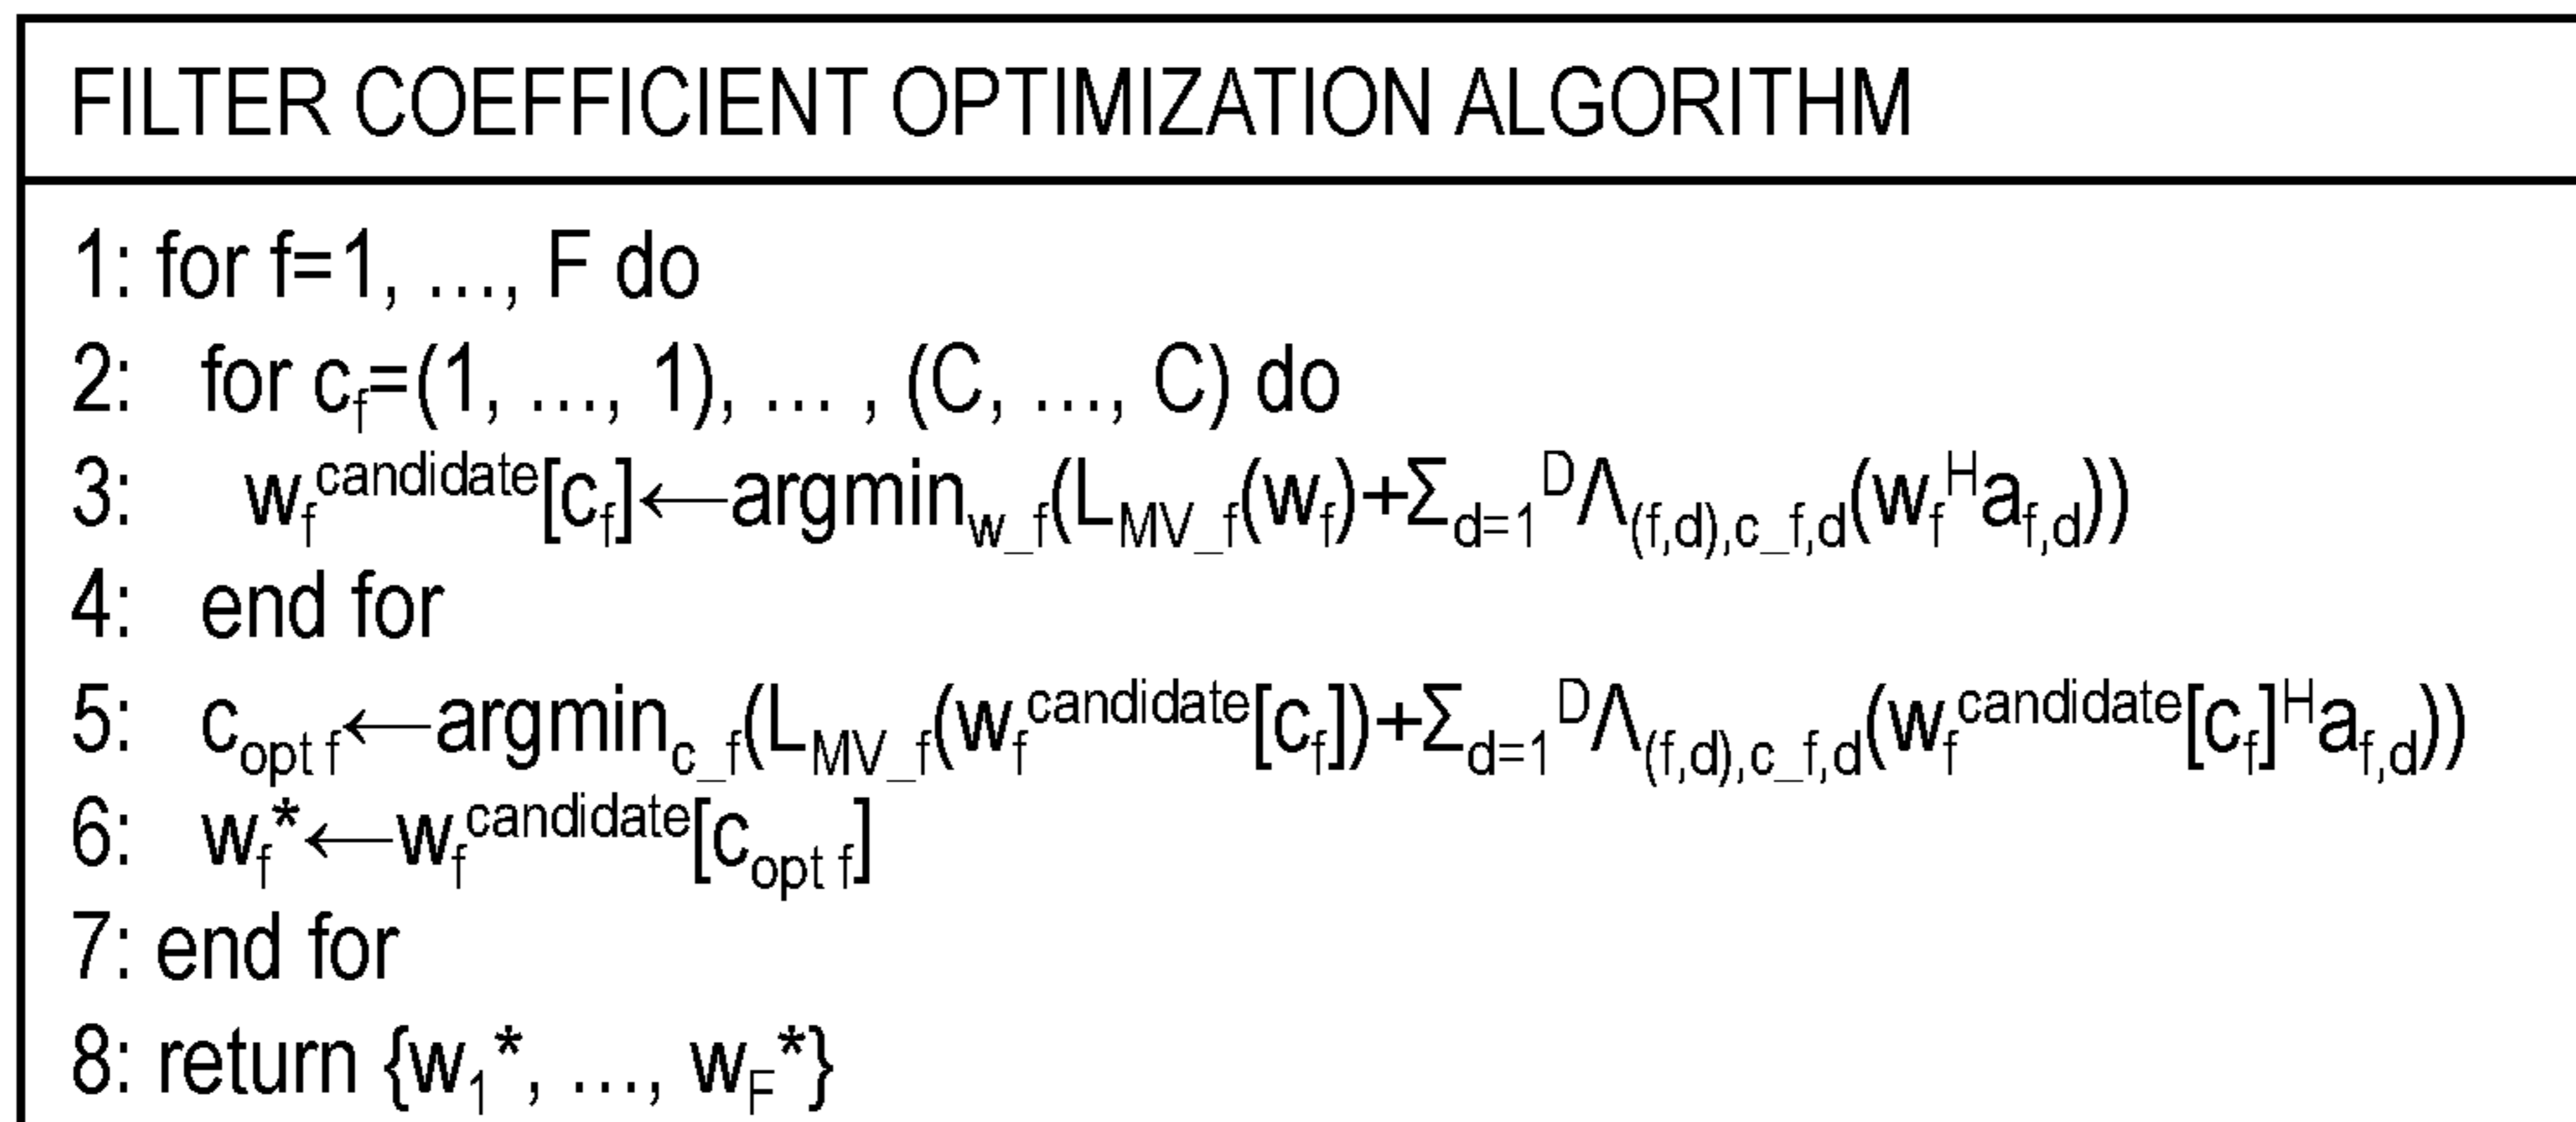 FILTER COEFFICIENT OPTIMIZATION ALGORITHM
1: for f=1, ..., F do
2: for c_f=(1, ..., 1), ... , (C, ..., C) do
3: w_f^candidate[c_f]←argmin_w_f(L_MV_f(w_f)+Σ_d=1^D Λ_(f,d),c_f,d(w_f^H a_f,d))
4: end for
5: c_opt f←argmin_c_f(L_MV_f(w_f^candidate[c_f])+Σ_d=1^D Λ_(f,d),c_f,d(w_f^candidate[c_f]^H a_f,d))
6: w_f*←w_f^candidate[c_opt f]
7: end for
8: return {w_1*, ..., w_F*}